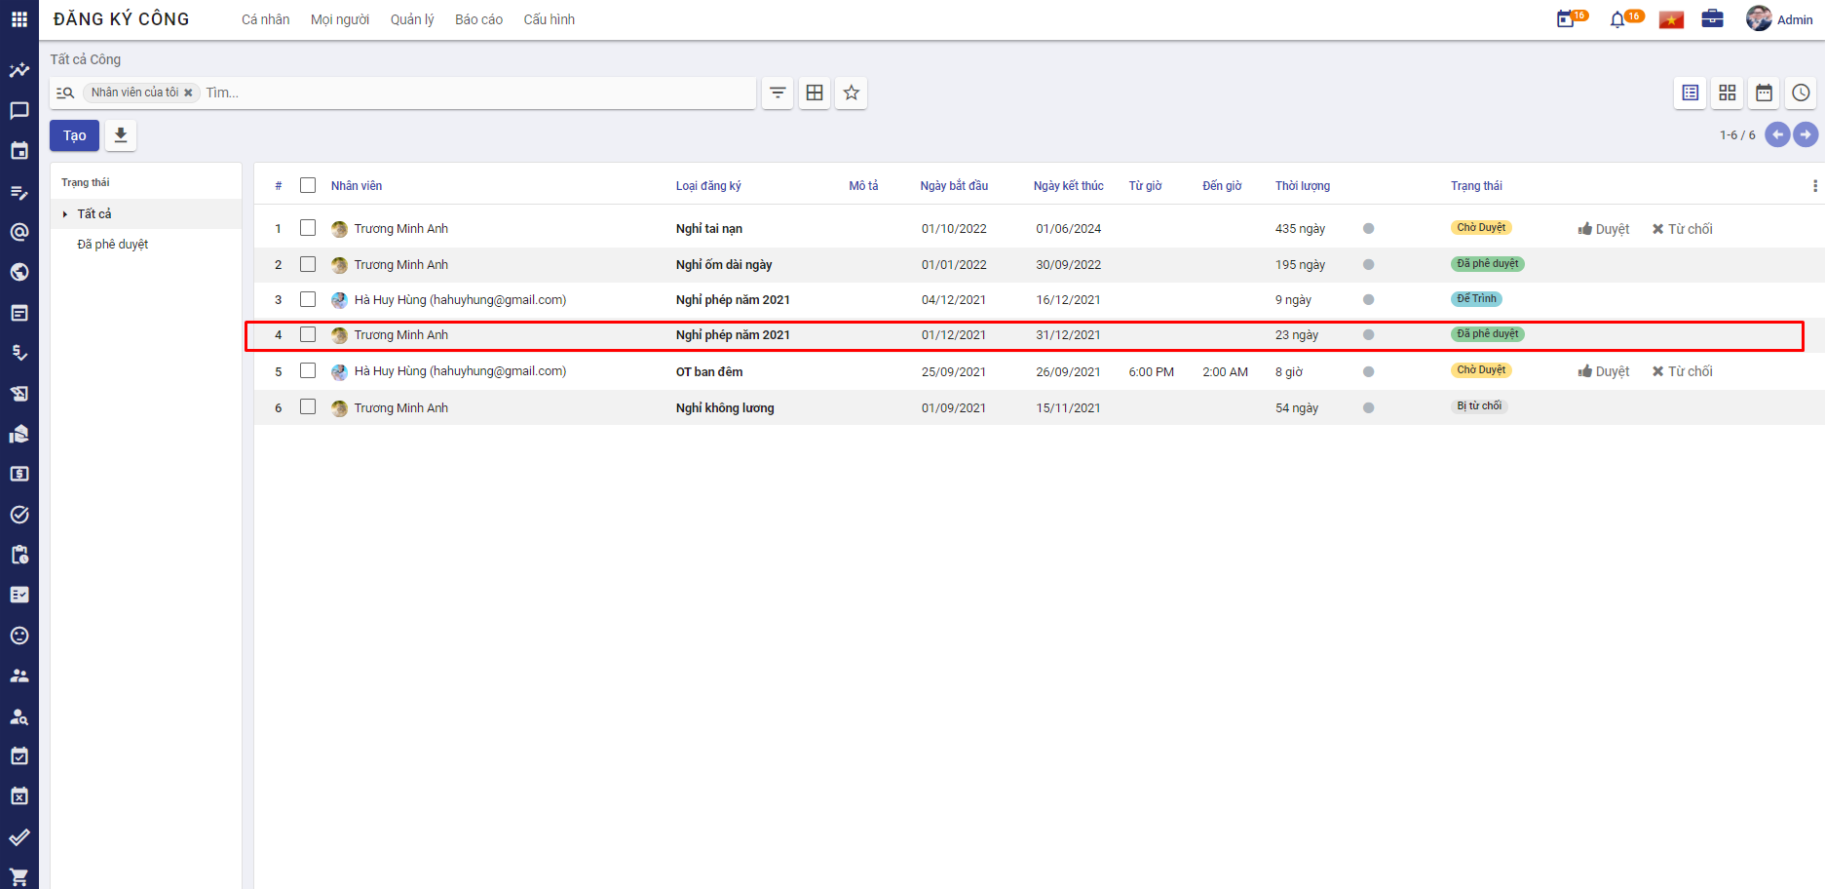 ĐĂNG KÝ CÔNG Cá nhân Mọi người Quản lý Báo cáo Cấu hình 16 16 Admin
Tất cả Công
Nhân viên của tôi Tìm...
Tạo 1-6 / 6
Trạng thái
Tất cả
Đã phê duyệt
# Nhân viên Loại đăng ký Mô tả Ngày bắt đầu Ngày kết thúc Từ giờ Đến giờ Thời lượng Trạng thái
1 Trương Minh Anh Nghỉ tai nạn 01/10/2022 01/06/2024 435 ngày Chờ Duyệt Duyệt Từ chối
2 Trương Minh Anh Nghỉ ốm dài ngày 01/01/2022 30/09/2022 195 ngày Đã phê duyệt
3 Hà Huy Hùng (hahuyhung@gmail.com) Nghỉ phép năm 2021 04/12/2021 16/12/2021 9 ngày Để Trình
4 Trương Minh Anh Nghỉ phép năm 2021 01/12/2021 31/12/2021 23 ngày Đã phê duyệt
5 Hà Huy Hùng (hahuyhung@gmail.com) OT ban đêm 25/09/2021 26/09/2021 6:00 PM 2:00 AM 8 giờ Chờ Duyệt Duyệt Từ chối
6 Trương Minh Anh Nghỉ không lương 01/09/2021 15/11/2021 54 ngày Bị từ chối